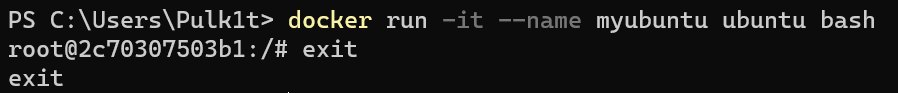 PS C:\Users\Pulk1t> docker run -it --name myubuntu ubuntu bash
root@2c70307503b1:/# exit
exit